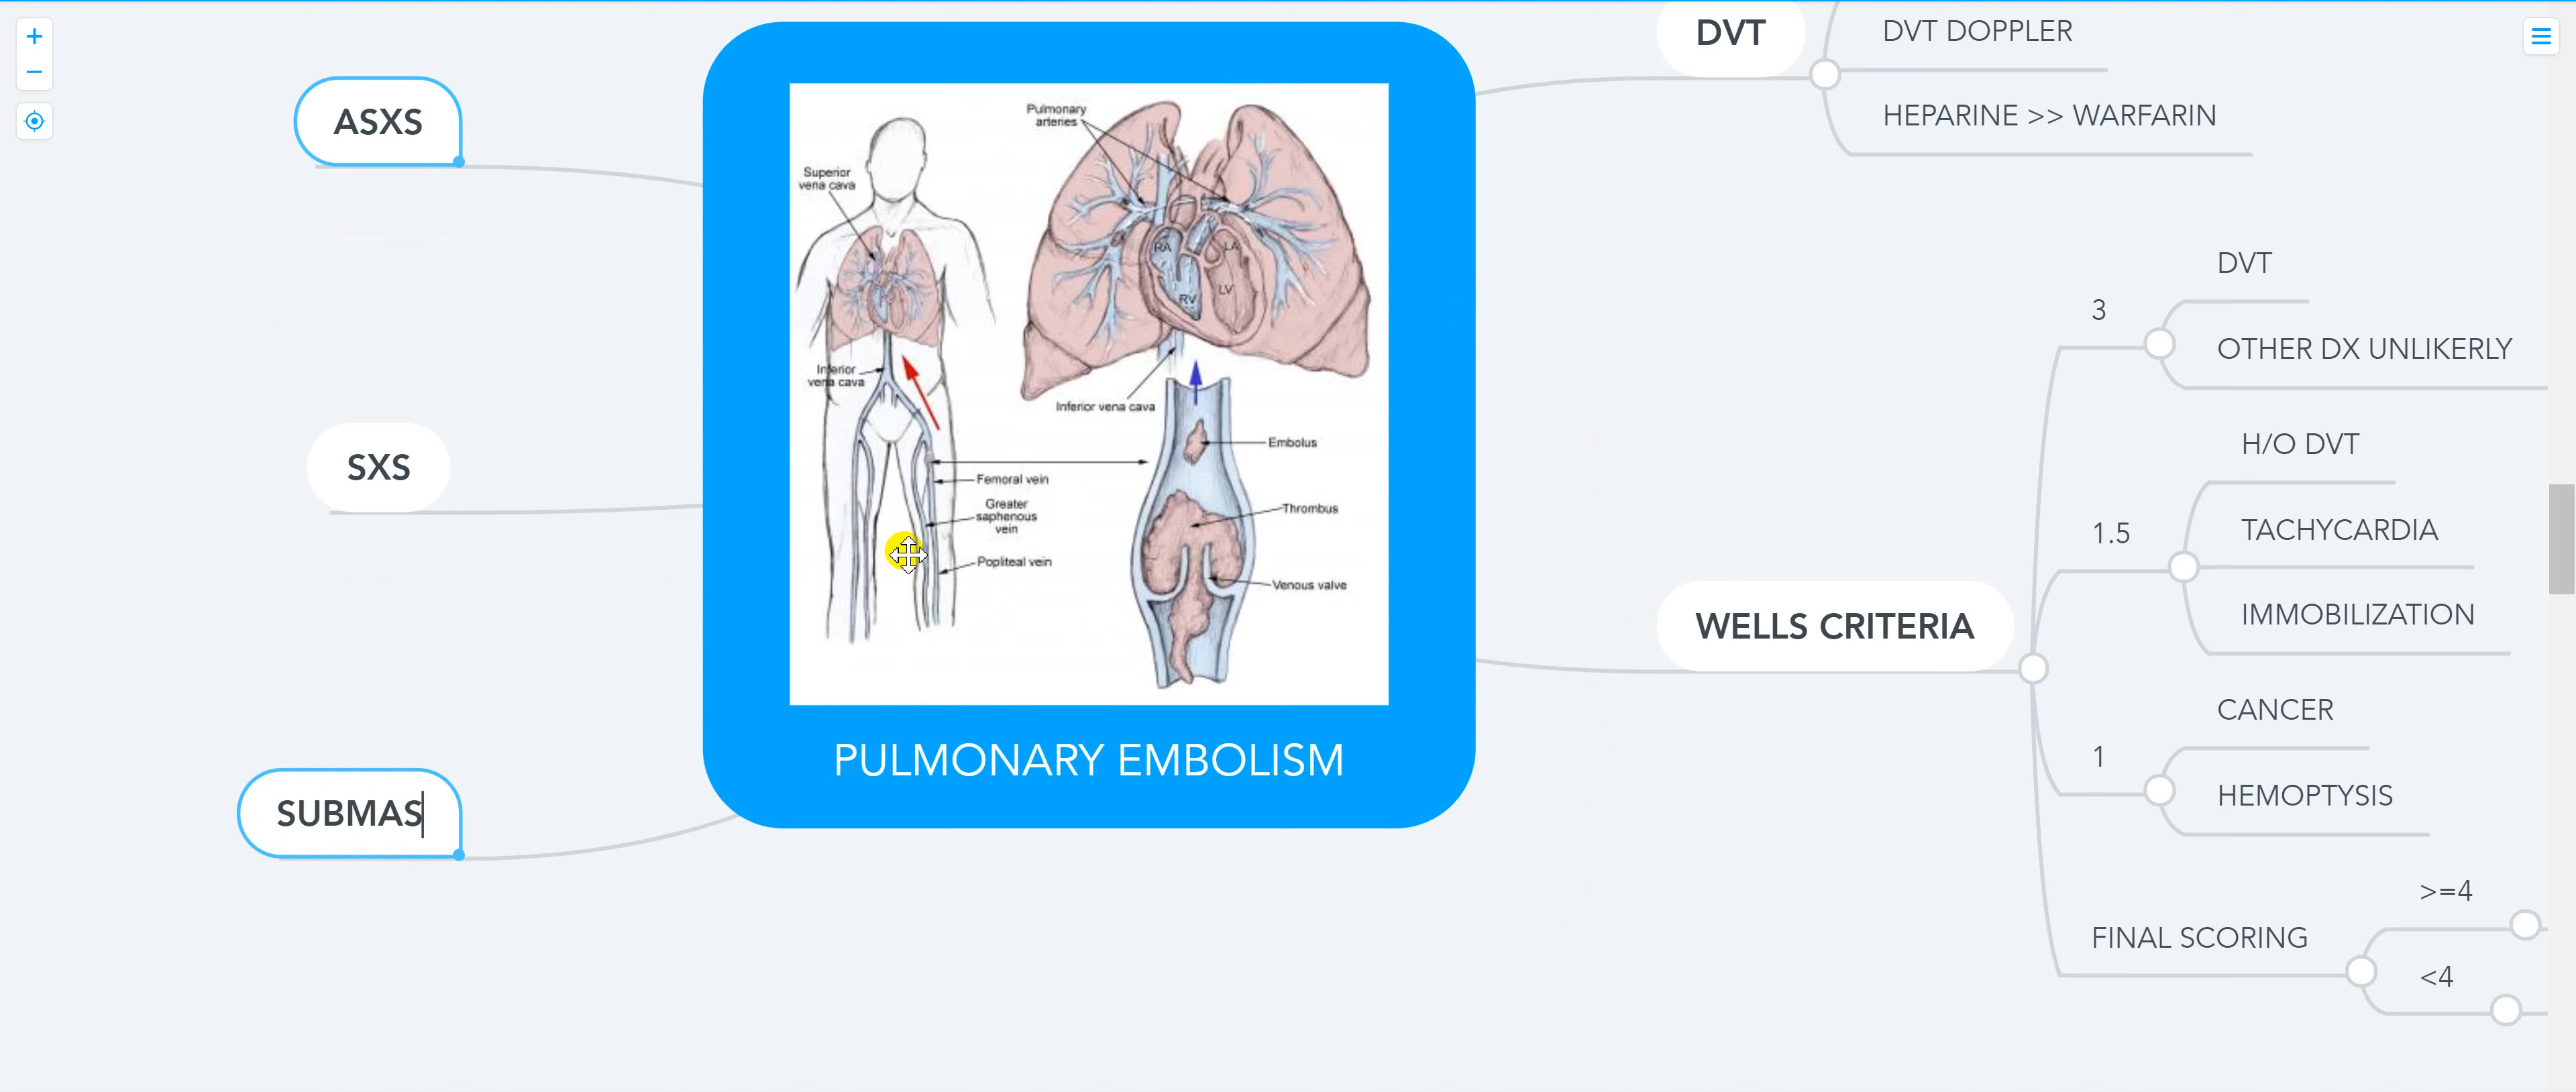 ASXS
SXS
SUBMAS
Pulmonary
arteries
Superior
vena cava
RA
LA
RV
LV
Inferior
vena cava
Inferior vena cava
Embolus
Femoral vein
Greater
saphenous
vein
Thrombus
Popliteal vein
Venous valve
PULMONARY EMBOLISM
DVT
DVT DOPPLER
HEPARINE >> WARFARIN
WELLS CRITERIA
3
DVT
OTHER DX UNLIKERLY
1.5
H/O DVT
TACHYCARDIA
IMMOBILIZATION
1
CANCER
HEMOPTYSIS
FINAL SCORING
>=4
<4